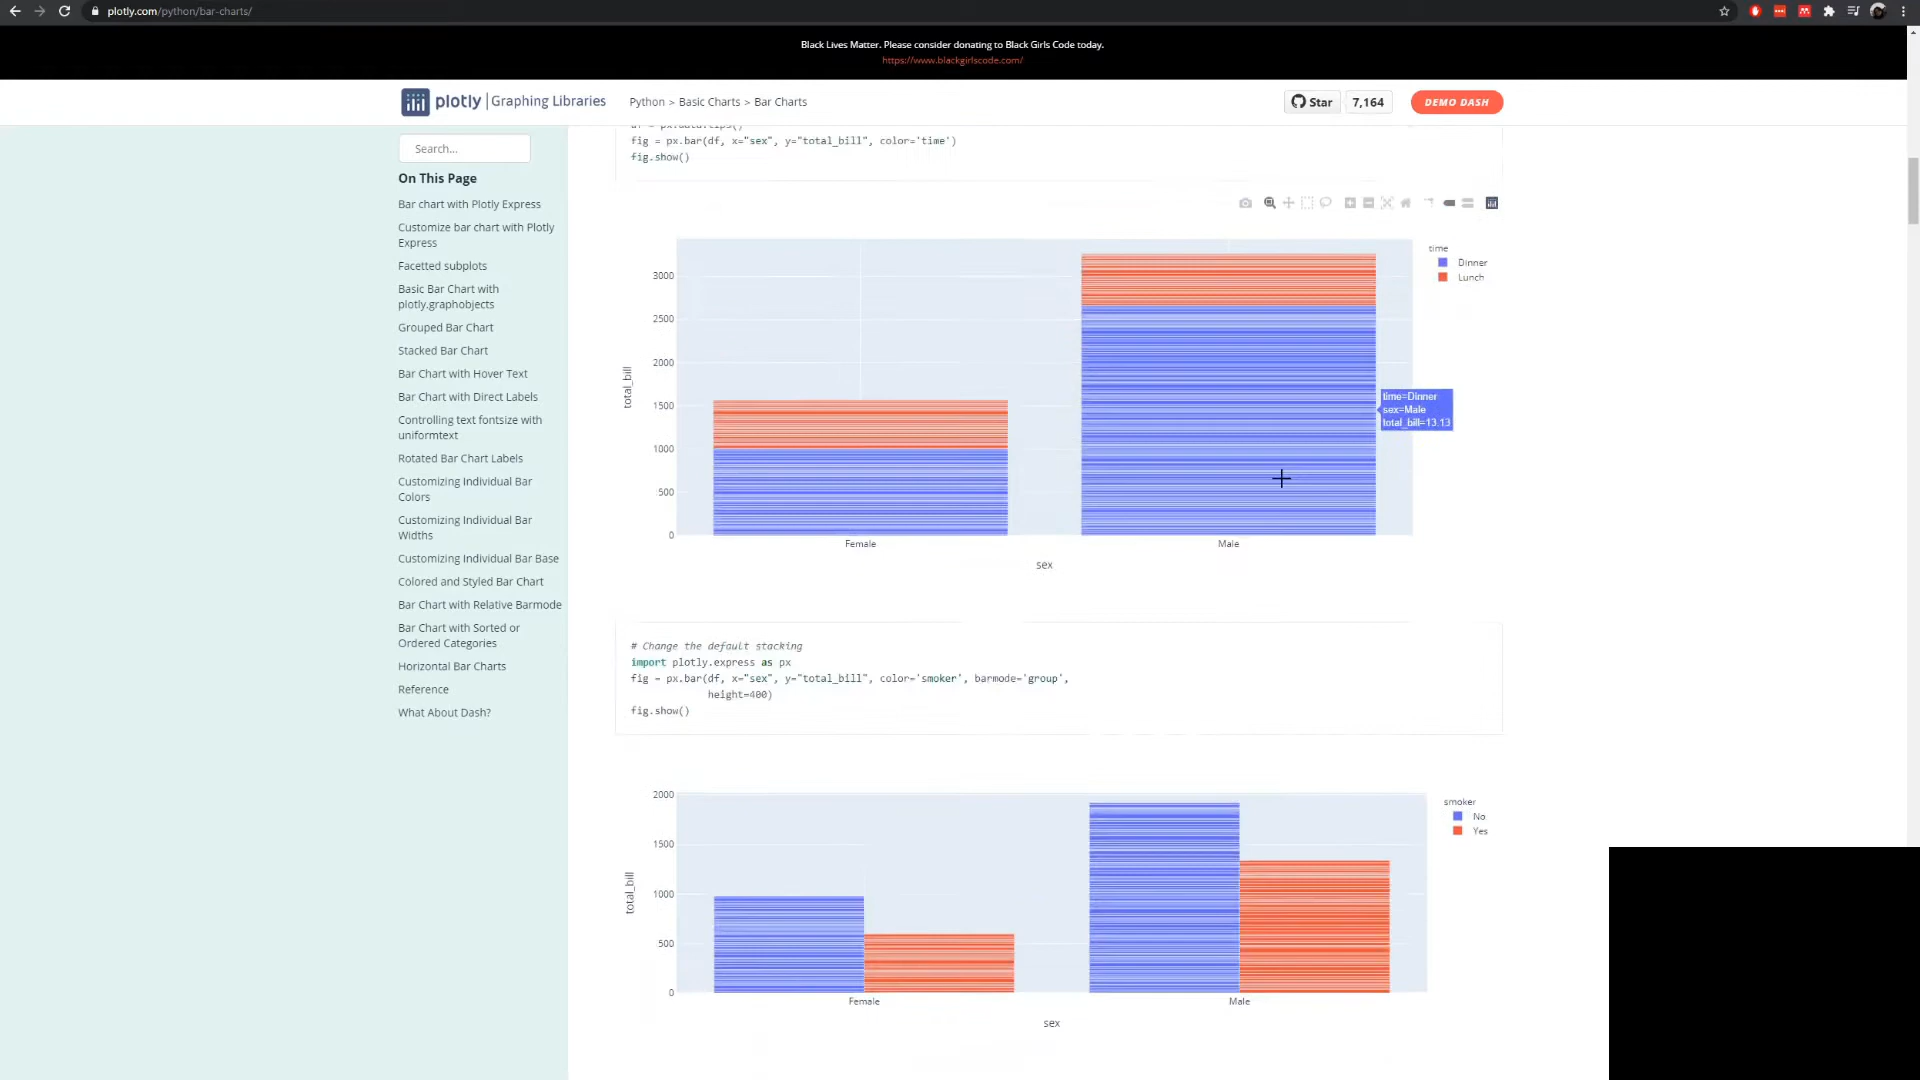 plotly.com/python/bar-charts/
Black Lives Matter. Please consider donating to Black Girls Code today.
https://www.blackgirlscode.com/
plotly | Graphing Libraries
Python > Basic Charts > Bar Charts
Star
7,164
DEMO DASH
Search...
On This Page
Bar chart with Plotly Express
Customize bar chart with Plotly
Express
Facetted subplots
Basic Bar Chart with
plotly.graphobjects
Grouped Bar Chart
Stacked Bar Chart
Bar Chart with Hover Text
Bar Chart with Direct Labels
Controlling text fontsize with
uniformtext
Rotated Bar Chart Labels
Customizing Individual Bar
Colors
Customizing Individual Bar
Widths
Customizing Individual Bar Base
Colored and Styled Bar Chart
Bar Chart with Relative Barmode
Bar Chart with Sorted or
Ordered Categories
Horizontal Bar Charts
Reference
What About Dash?
df = px.data.tips()
fig = px.bar(df, x="sex", y="total_bill", color='time')
fig.show()
3000
2500
2000
1500
1000
500
0
total_bill
Female
Male
sex
time
Dinner
Lunch
time=Dinner
sex=Male
total_bill=13.13
# Change the default stacking
import plotly.express as px
fig = px.bar(df, x="sex", y="total_bill", color='smoker', barmode='group',
height=400)
fig.show()
2000
1500
1000
500
0
total_bill
Female
Male
sex
smoker
No
Yes